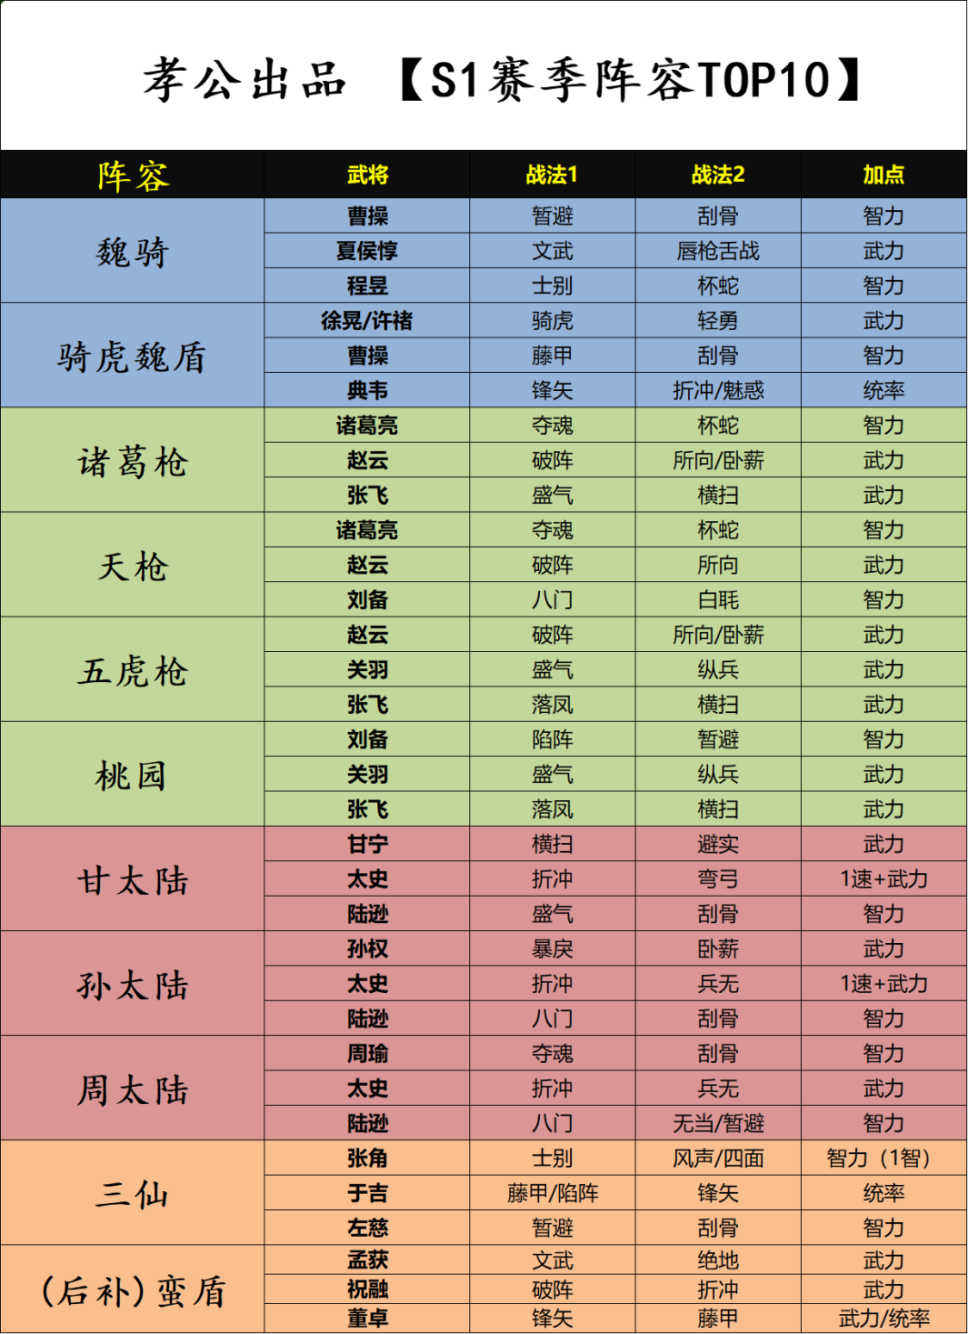 孝公出品 【S1赛季阵容TOP10】
阵容 武将 战法1 战法2 加点
魏骑
曹操 暂避 刮骨 智力
夏侯惇 文武 唇枪舌战 武力
程昱 士别 杯蛇 智力
骑虎魏盾
徐晃/许褚 骑虎 轻勇 武力
曹操 藤甲 刮骨 智力
典韦 锋矢 折冲/魅惑 统率
诸葛枪
诸葛亮 夺魂 杯蛇 智力
赵云 破阵 所向/卧薪 武力
张飞 盛气 横扫 武力
天枪
诸葛亮 夺魂 杯蛇 智力
赵云 破阵 所向 武力
刘备 八门 白眊 智力
五虎枪
赵云 破阵 所向/卧薪 武力
关羽 盛气 纵兵 武力
张飞 落凤 横扫 武力
桃园
刘备 陷阵 暂避 智力
关羽 盛气 纵兵 武力
张飞 落凤 横扫 武力
甘太陆
甘宁 横扫 避实 武力
太史 折冲 弯弓 1速+武力
陆逊 盛气 刮骨 智力
孙太陆
孙权 暴戾 卧薪 武力
太史 折冲 兵无 1速+武力
陆逊 八门 刮骨 智力
周太陆
周瑜 夺魂 刮骨 智力
太史 折冲 兵无 武力
陆逊 八门 无当/暂避 智力
三仙
张角 士别 风声/四面 智力（1智）
于吉 藤甲/陷阵 锋矢 统率
左慈 暂避 刮骨 智力
(后补)蛮盾
孟获 文武 绝地 武力
祝融 破阵 折冲 武力
董卓 锋矢 藤甲 武力/统率